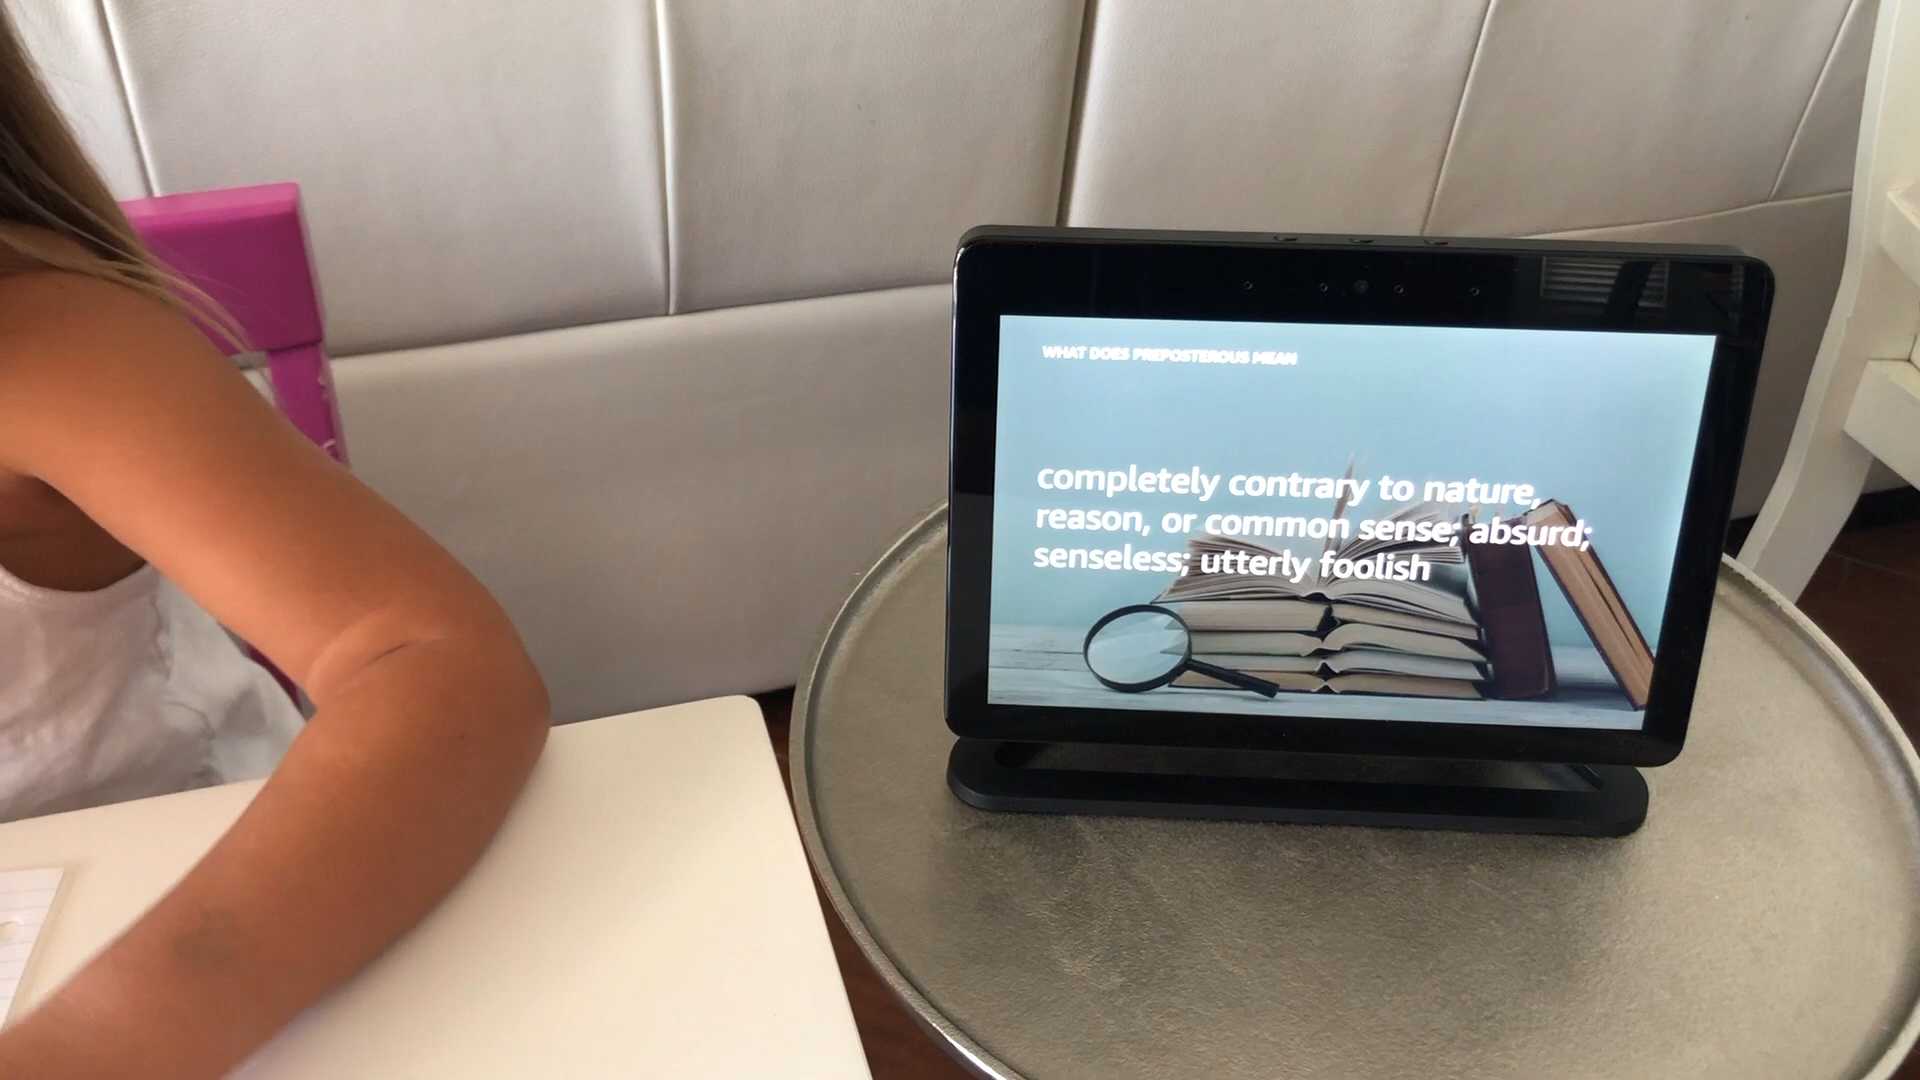 WHAT DOES PREPOSTEROUS MEAN
completely contrary to nature,
reason, or common sense; absurd;
senseless; utterly foolish